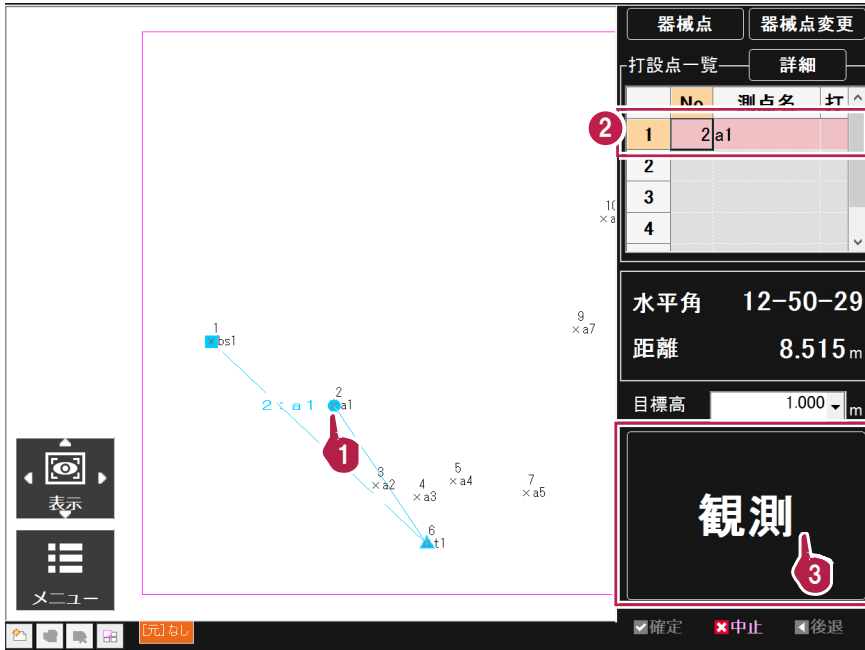 器械点 器械点変更
打設点一覧 詳細
No 測点名 打
2
1 2 a1
2
3
4
10
×a
9
×a7
1
×bs1
2
2:a1 ×a1
1
水平角 12-50-29
距離 8.515m
目標高 1.000 m
3
×a2
4
×a3
5
×a4
7
×a5
6
t1
観測
3
表示
メニュー
[元]なし
確定 中止 後退